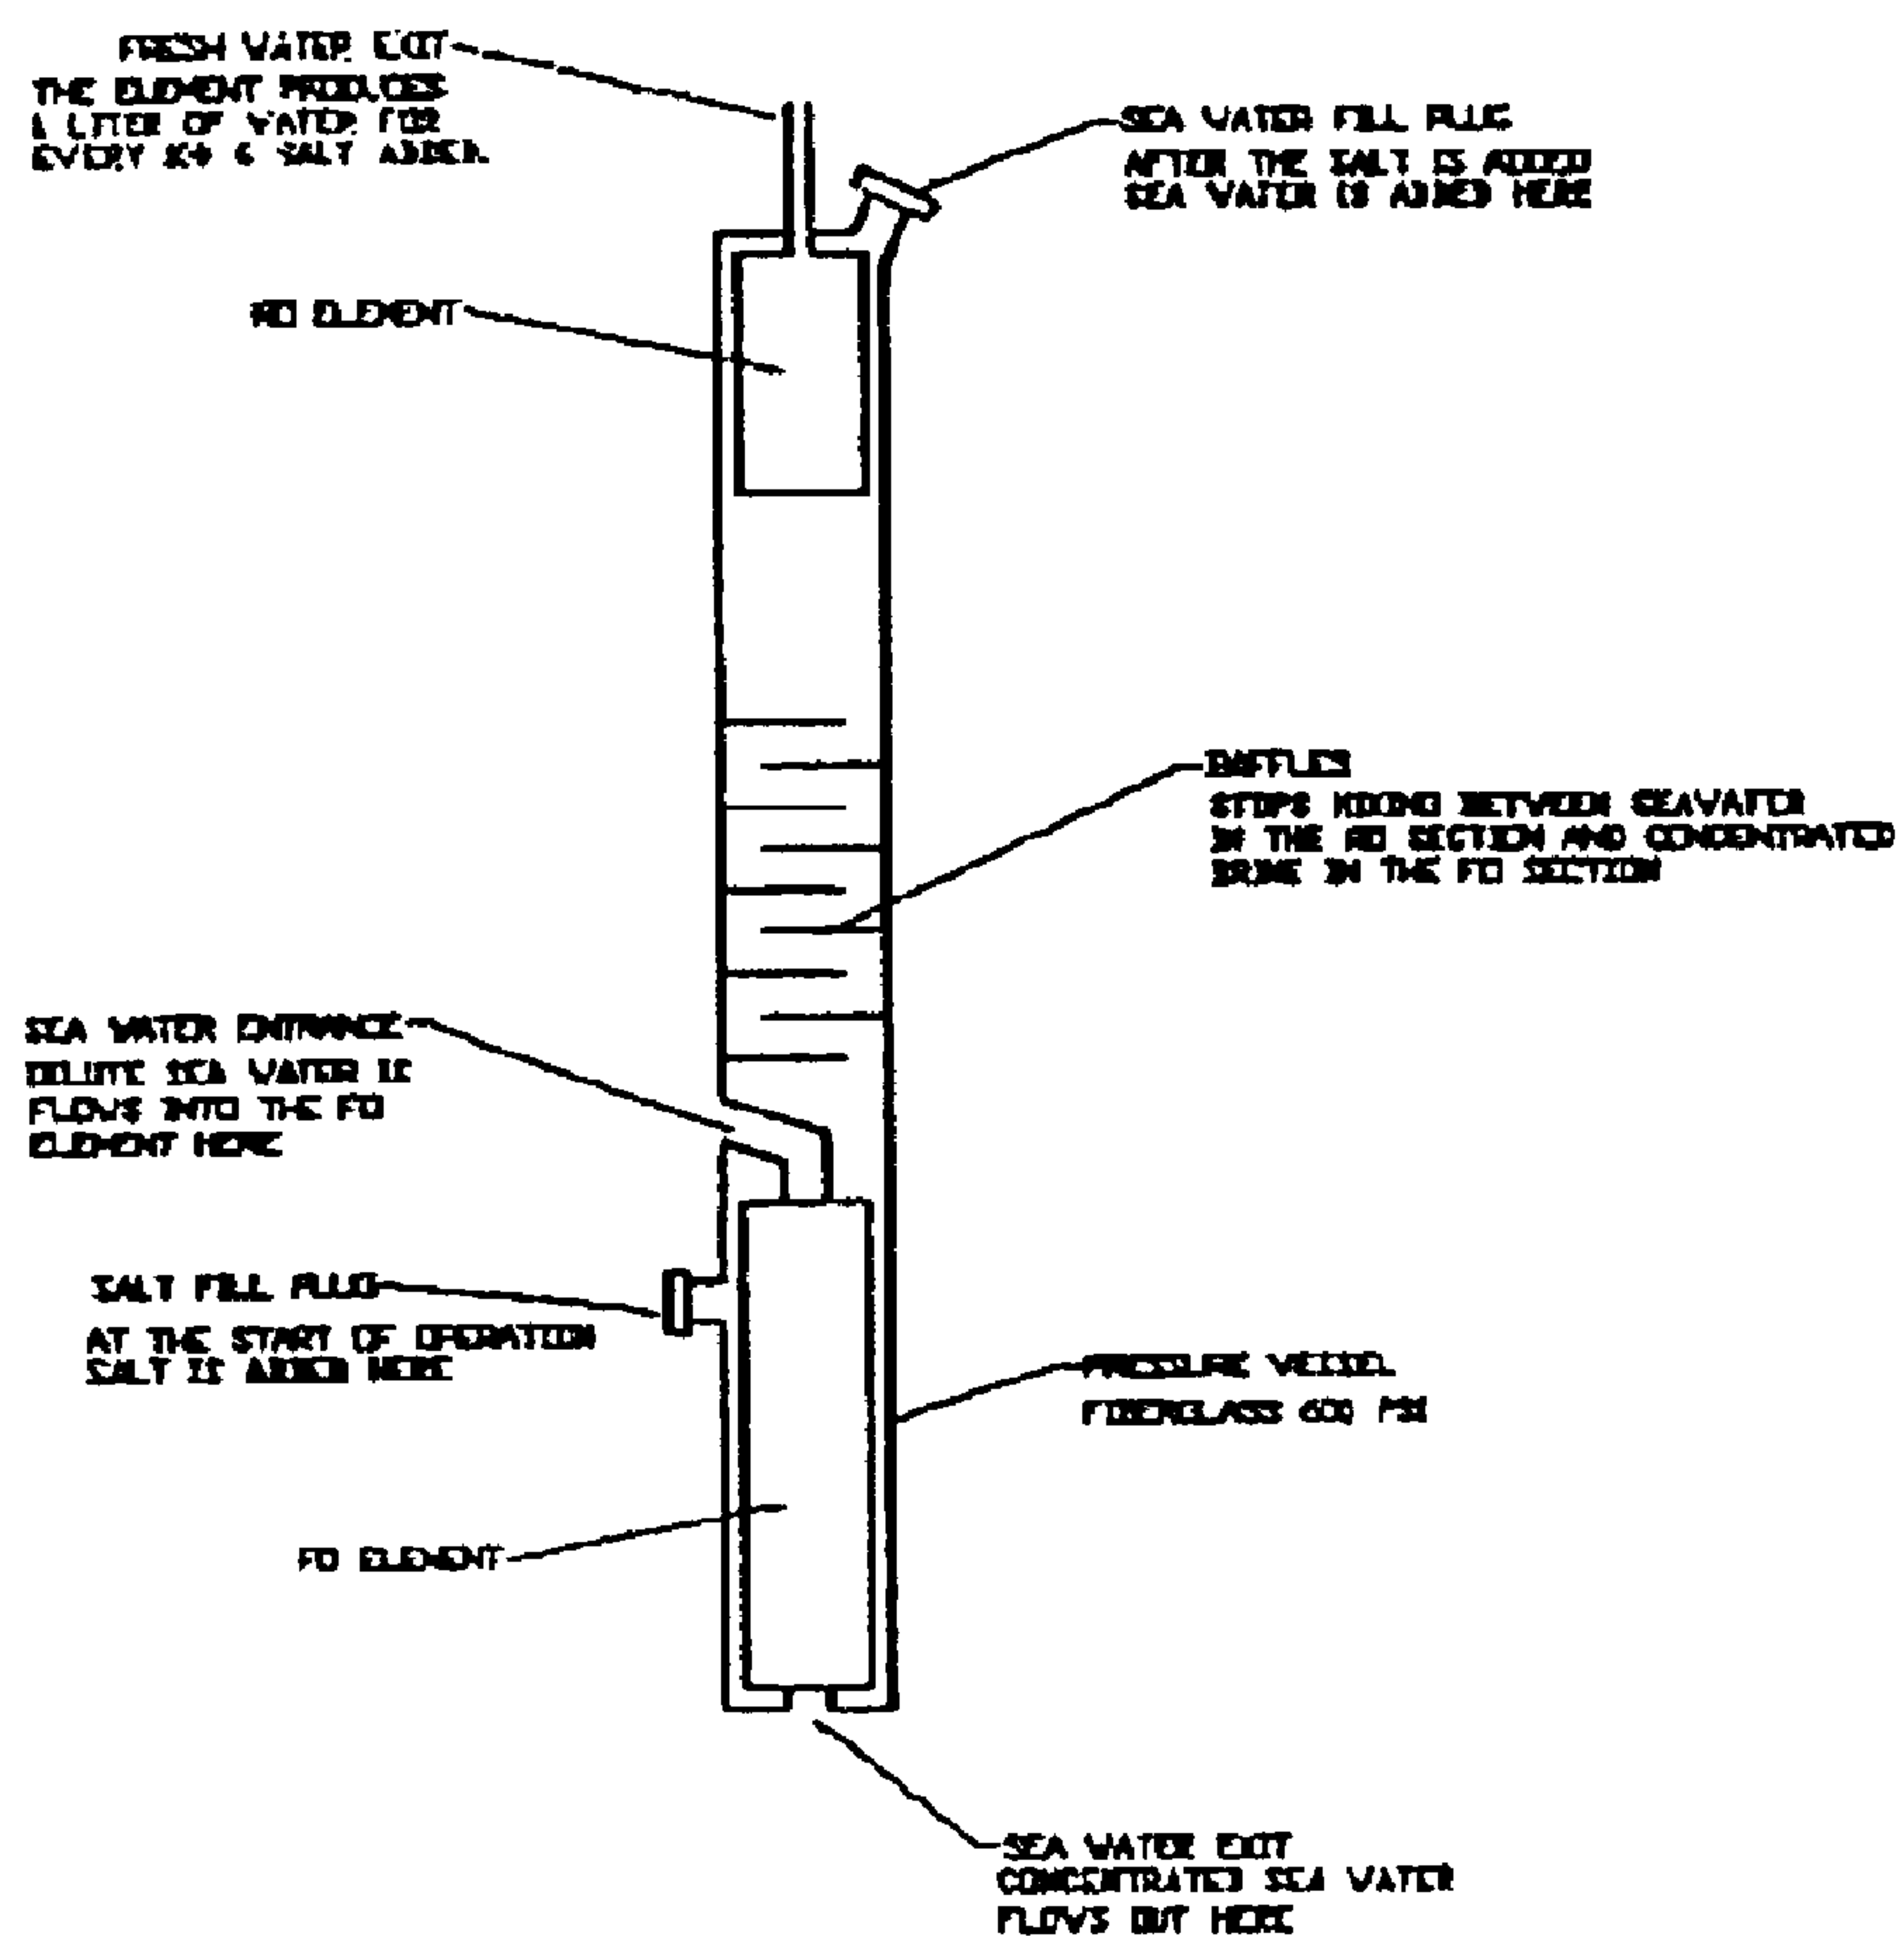 FRESH WATER EXIT
THE ELEMENT PRODUCES
LITER OF WATER FOR
EVERY SALT ADDED.
SEA WATER FILL PLUG
AFTER THE SALT IS ADDED
SEA WATER IS ADDED HERE
RO ELEMENT
BAFFLES
STOPS MIXING BETWEEN SEAWATER
IN THE RO SECTION AND CONCENTRATED
BRINE IN THE FO SECTION
SEA WATER ENTRANCE
DILUTE SEA WATER IS
FLOWS INTO THE FO
ELEMENT HERE
SALT FILL PLUG
AT THE START OF OPERATION
SALT IS ADDED HERE
PRESSURE VESSEL
FIBERGLASS 600 PSI
FO ELEMENT
SEA WATER EXIT
CONCENTRATED SEA WATER
FLOWS OUT HERE